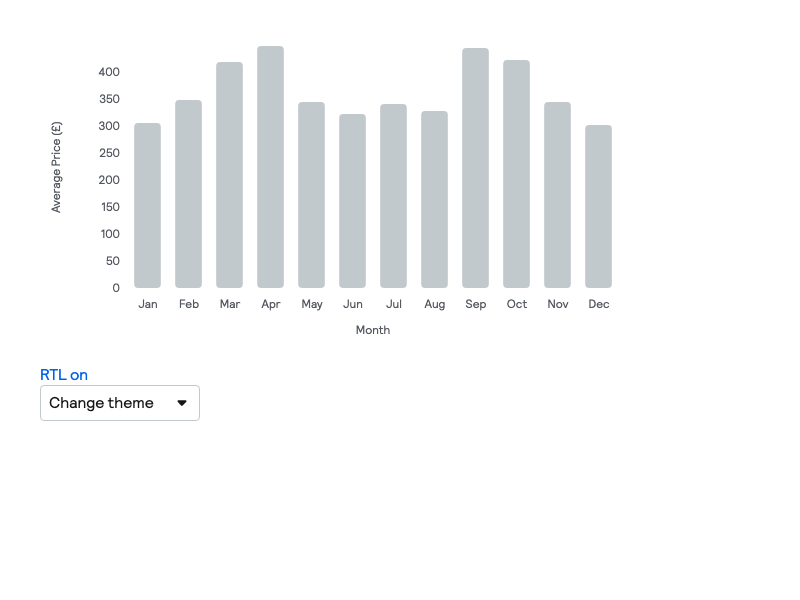 400
350
300
250
200
150
100
50
0
Average Price (£)
Jan Feb Mar Apr May Jun Jul Aug Sep Oct Nov Dec
Month
RTL on
Change theme